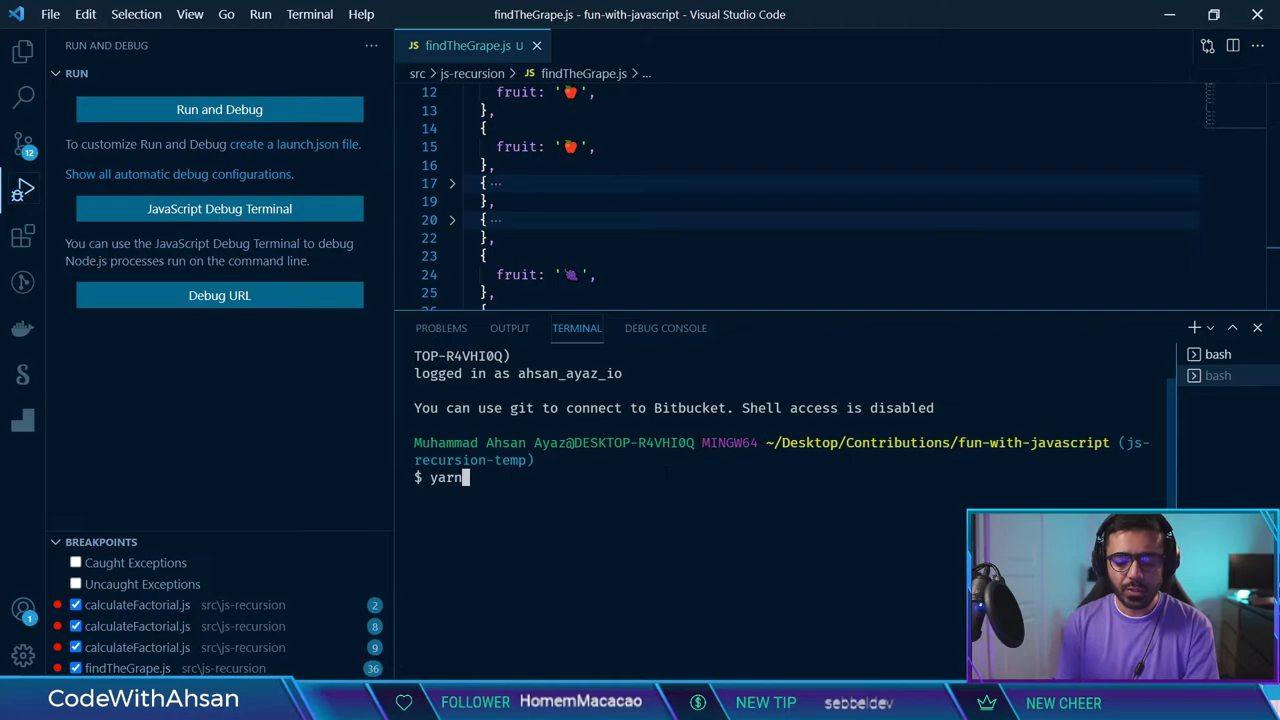 File Edit Selection View Go Run Terminal Help
findTheGrape.js - fun-with-javascript - Visual Studio Code
RUN AND DEBUG
RUN
Run and Debug
To customize Run and Debug create a launch.json file.
Show all automatic debug configurations.
JavaScript Debug Terminal
You can use the JavaScript Debug Terminal to debug
Node.js processes run on the command line.
Debug URL
BREAKPOINTS
Caught Exceptions
Uncaught Exceptions
calculateFactorial.js src\js-recursion 2
calculateFactorial.js src\js-recursion 8
calculateFactorial.js src\js-recursion 9
findTheGrape.js src\js-recursion 36
12
1
JS findTheGrape.js U
src > js-recursion > JS findTheGrape.js > ...
12 fruit: '🍎',
13 },
14 {
15 fruit: '🍎',
16 },
17 { ...
19 },
20 { ...
22 },
23 {
24 fruit: '🍇',
25 },
PROBLEMS OUTPUT TERMINAL DEBUG CONSOLE
TOP-R4VHI0Q)
logged in as ahsan_ayaz_io
You can use git to connect to Bitbucket. Shell access is disabled
Muhammad Ahsan Ayaz@DESKTOP-R4VHI0Q MINGW64 ~/Desktop/Contributions/fun-with-javascript (js-
recursion-temp)
$ yarn
bash
bash
CodeWithAhsan
FOLLOWER HomemMacacao
NEW TIP sebbeldev
NEW CHEER